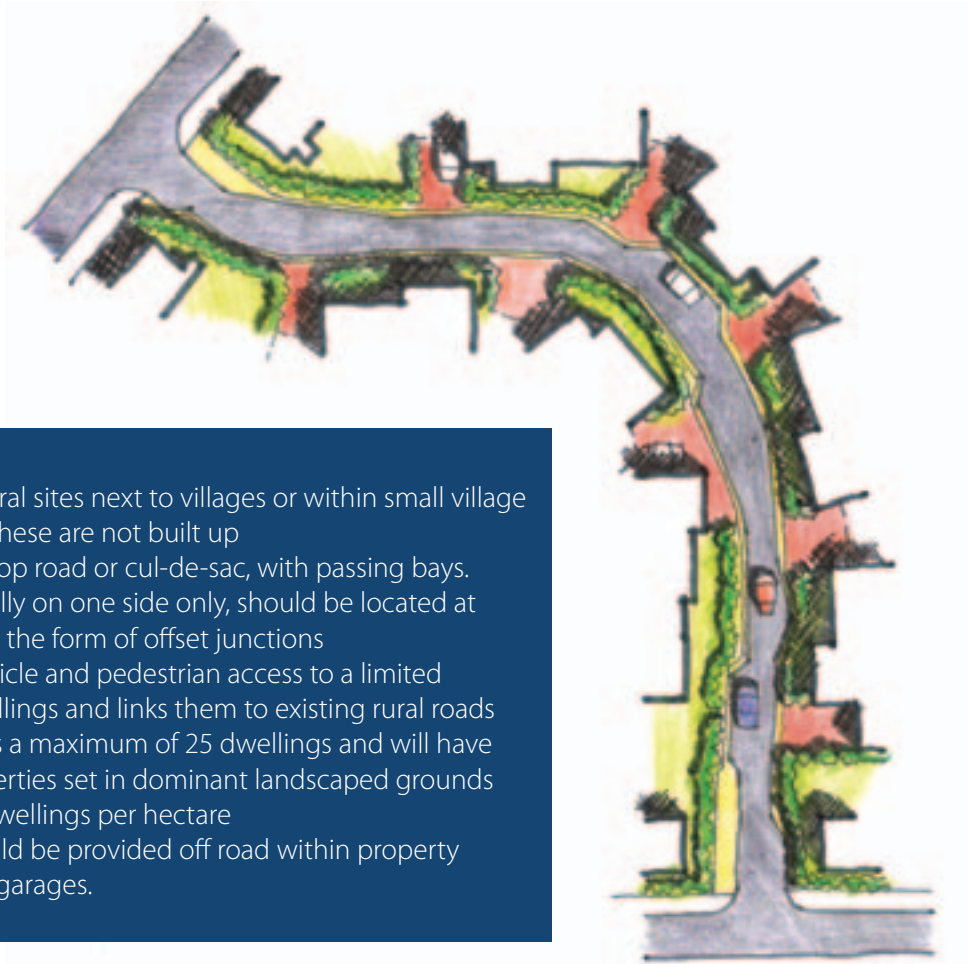 ral sites next to villages or within small village
hese are not built up
op road or cul-de-sac, with passing bays.
lly on one side only, should be located at
the form of offset junctions
icle and pedestrian access to a limited
llings and links them to existing rural roads
s a maximum of 25 dwellings and will have
erties set in dominant landscaped grounds
wellings per hectare
ld be provided off road within property
garages.